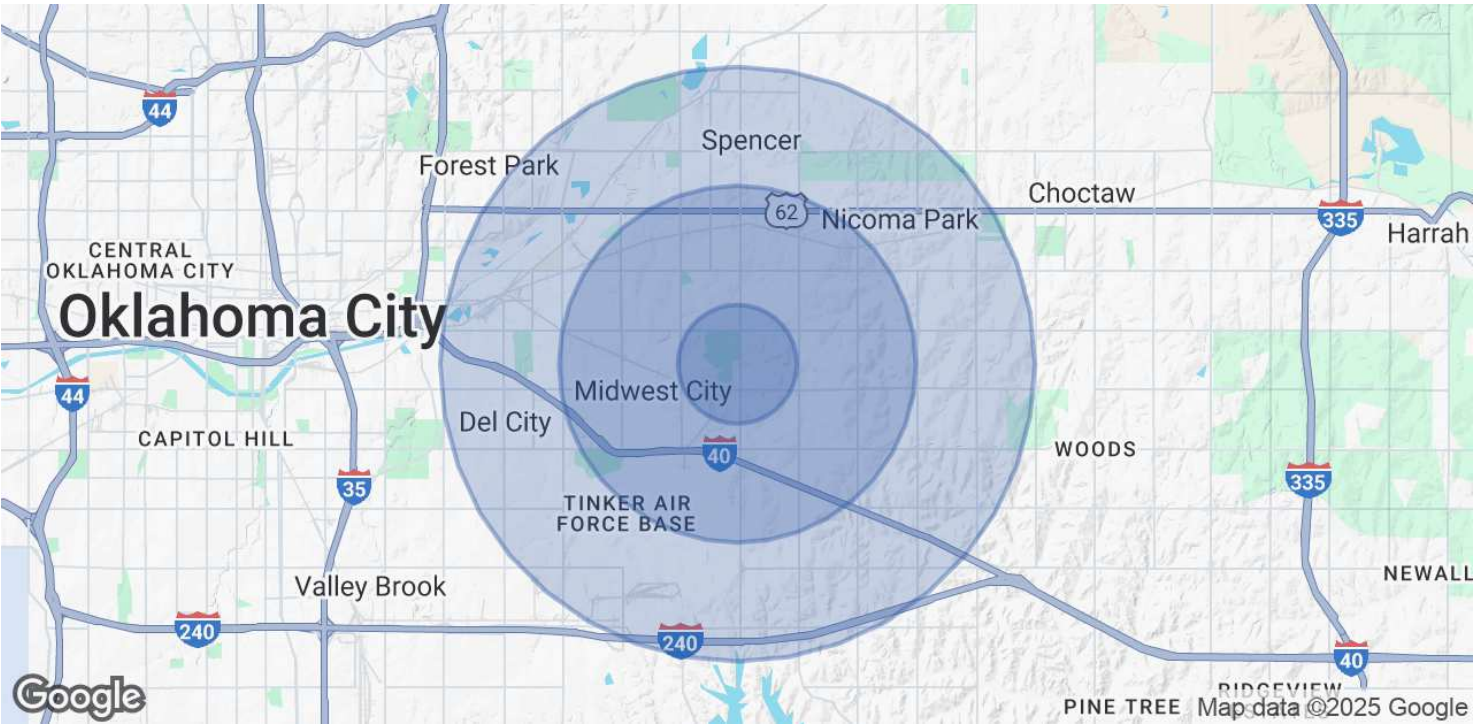 44
Spencer
Forest Park
Choctaw
62
Nicoma Park
335
Harrah
CENTRAL
OKLAHOMA CITY
Oklahoma City
44
Midwest City
Del City
CAPITOL HILL
40
WOODS
35
335
TINKER AIR
FORCE BASE
NEWALL
Valley Brook
240
240
40
RIDGEVIEW
PINE TREE
Map data ©2025 Google
Google